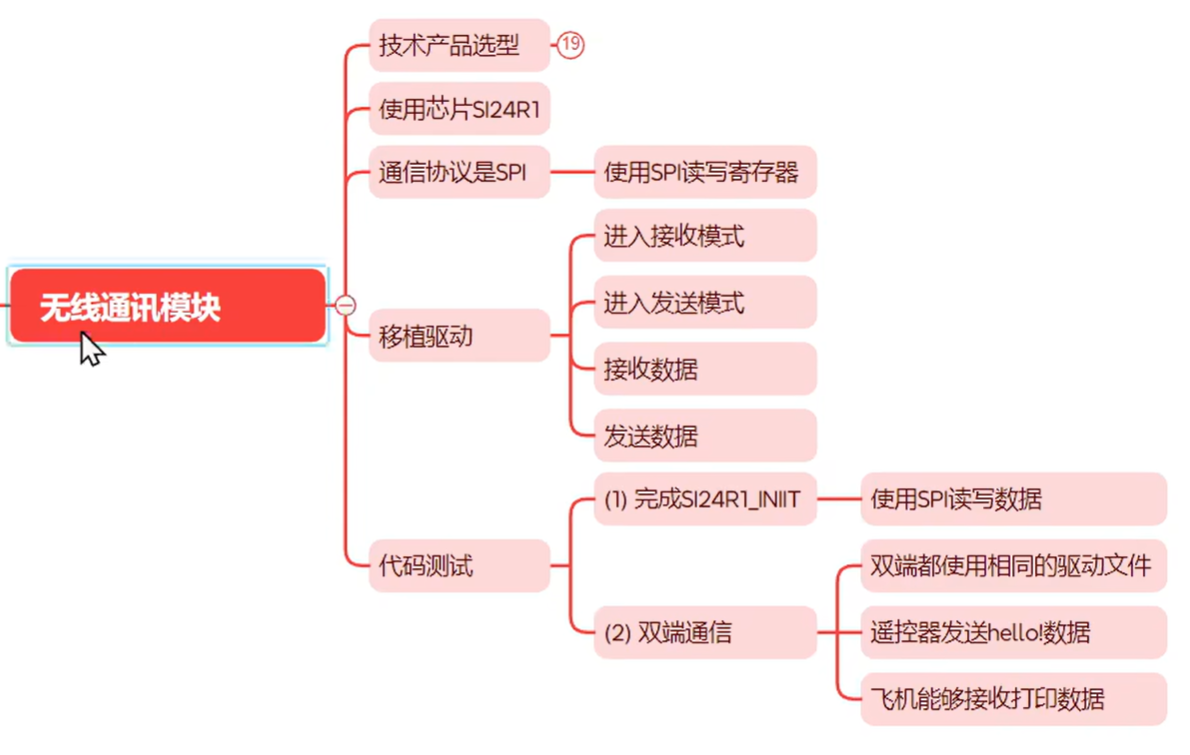 技术产品选型
19
使用芯片SI24R1
通信协议是SPI
使用SPI读写寄存器
无线通讯模块
移植驱动
进入接收模式
进入发送模式
接收数据
发送数据
代码测试
(1) 完成SI24R1_INIIT
使用SPI读写数据
(2) 双端通信
双端都使用相同的驱动文件
遥控器发送hello!数据
飞机能够接收打印数据